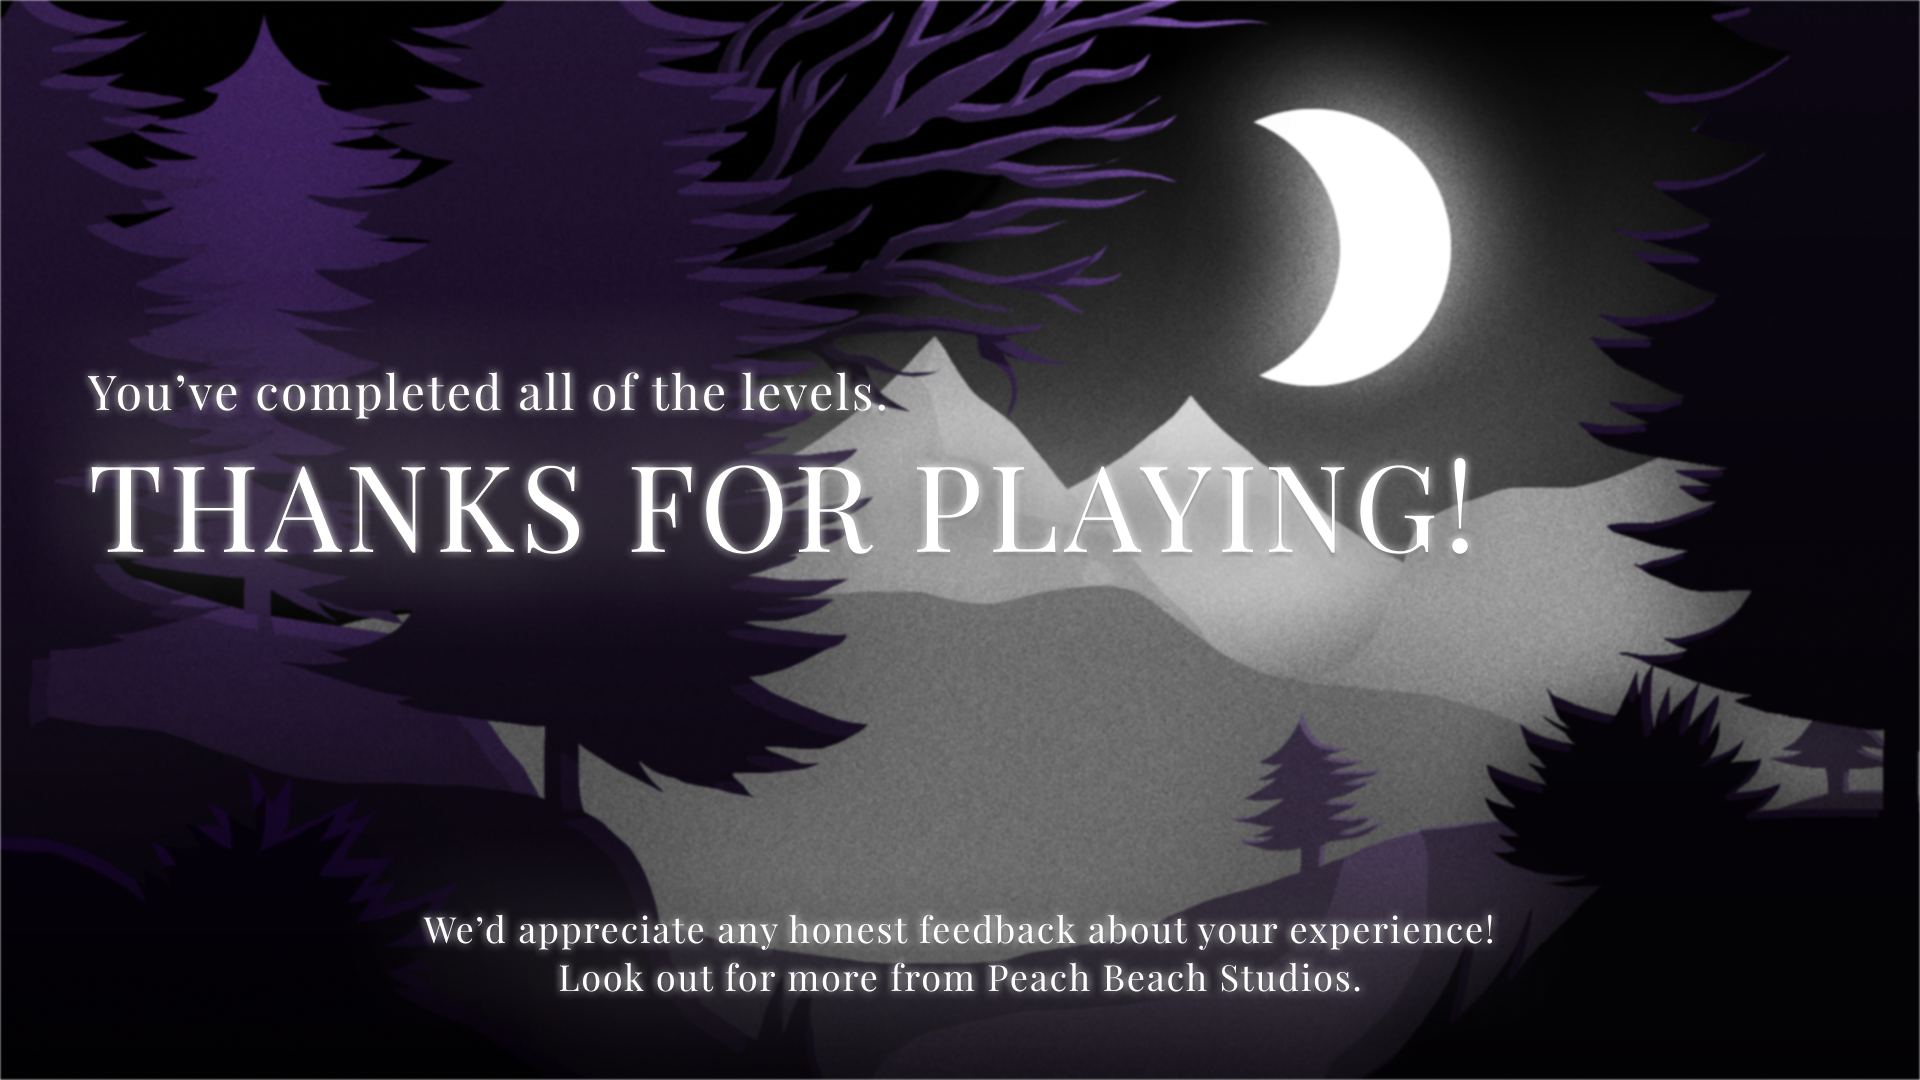 You’ve completed all of the levels.
THANKS FOR PLAYING!
We’d appreciate any honest feedback about your experience!
Look out for more from Peach Beach Studios.